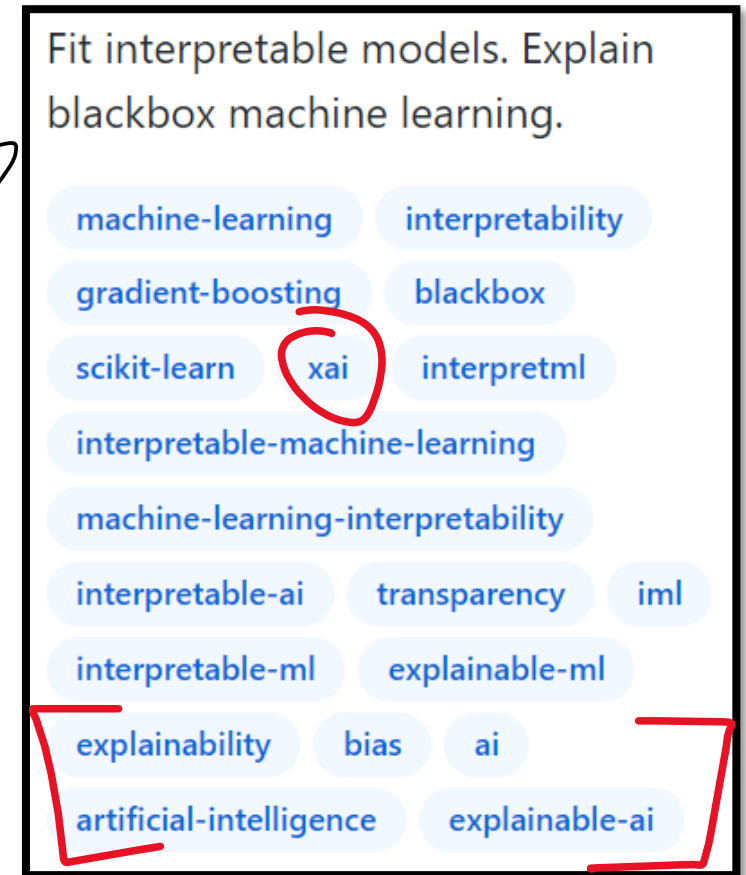 Fit interpretable models. Explain
blackbox machine learning.
machine-learning interpretability
gradient-boosting blackbox
scikit-learn xai interpretml
interpretable-machine-learning
machine-learning-interpretability
interpretable-ai transparency iml
interpretable-ml explainable-ml
explainability bias ai
artificial-intelligence explainable-ai